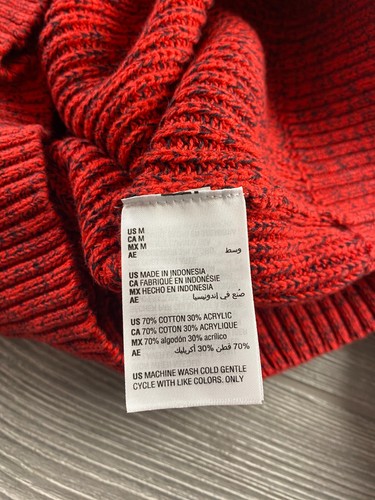 US M
CA M
MX M
AE وسط
US MADE IN INDONESIA
CA FABRIQUÉ EN INDONÉSIE
MX HECHO EN INDONESIA
AE صُنع في إندونيسيا
US 70% COTTON 30% ACRYLIC
CA 70% COTON 30% ACRYLIQUE
MX 70% algodón 30% acrílico
AE 70% قطن 30% أكريليك
US MACHINE WASH COLD GENTLE
CYCLE WITH LIKE COLORS. ONLY